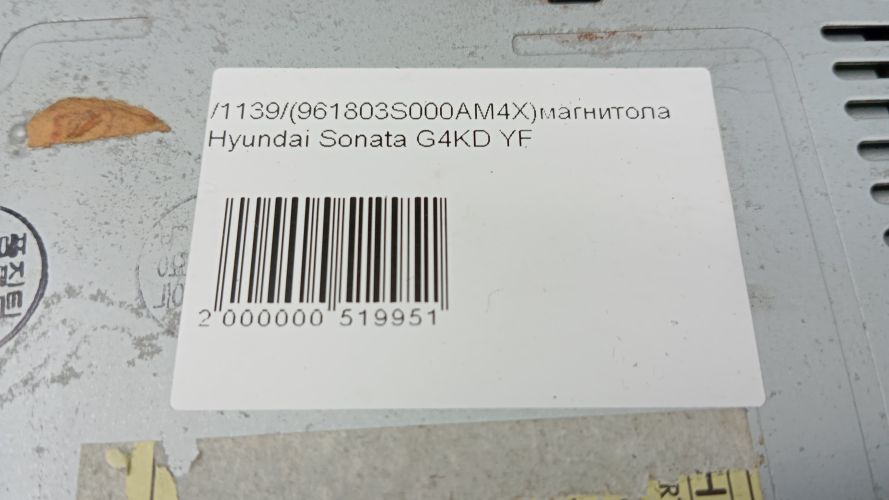 /1139/(961803S000AM4X)магнитола
Hyundai Sonata G4KD YF
2 000000 519951